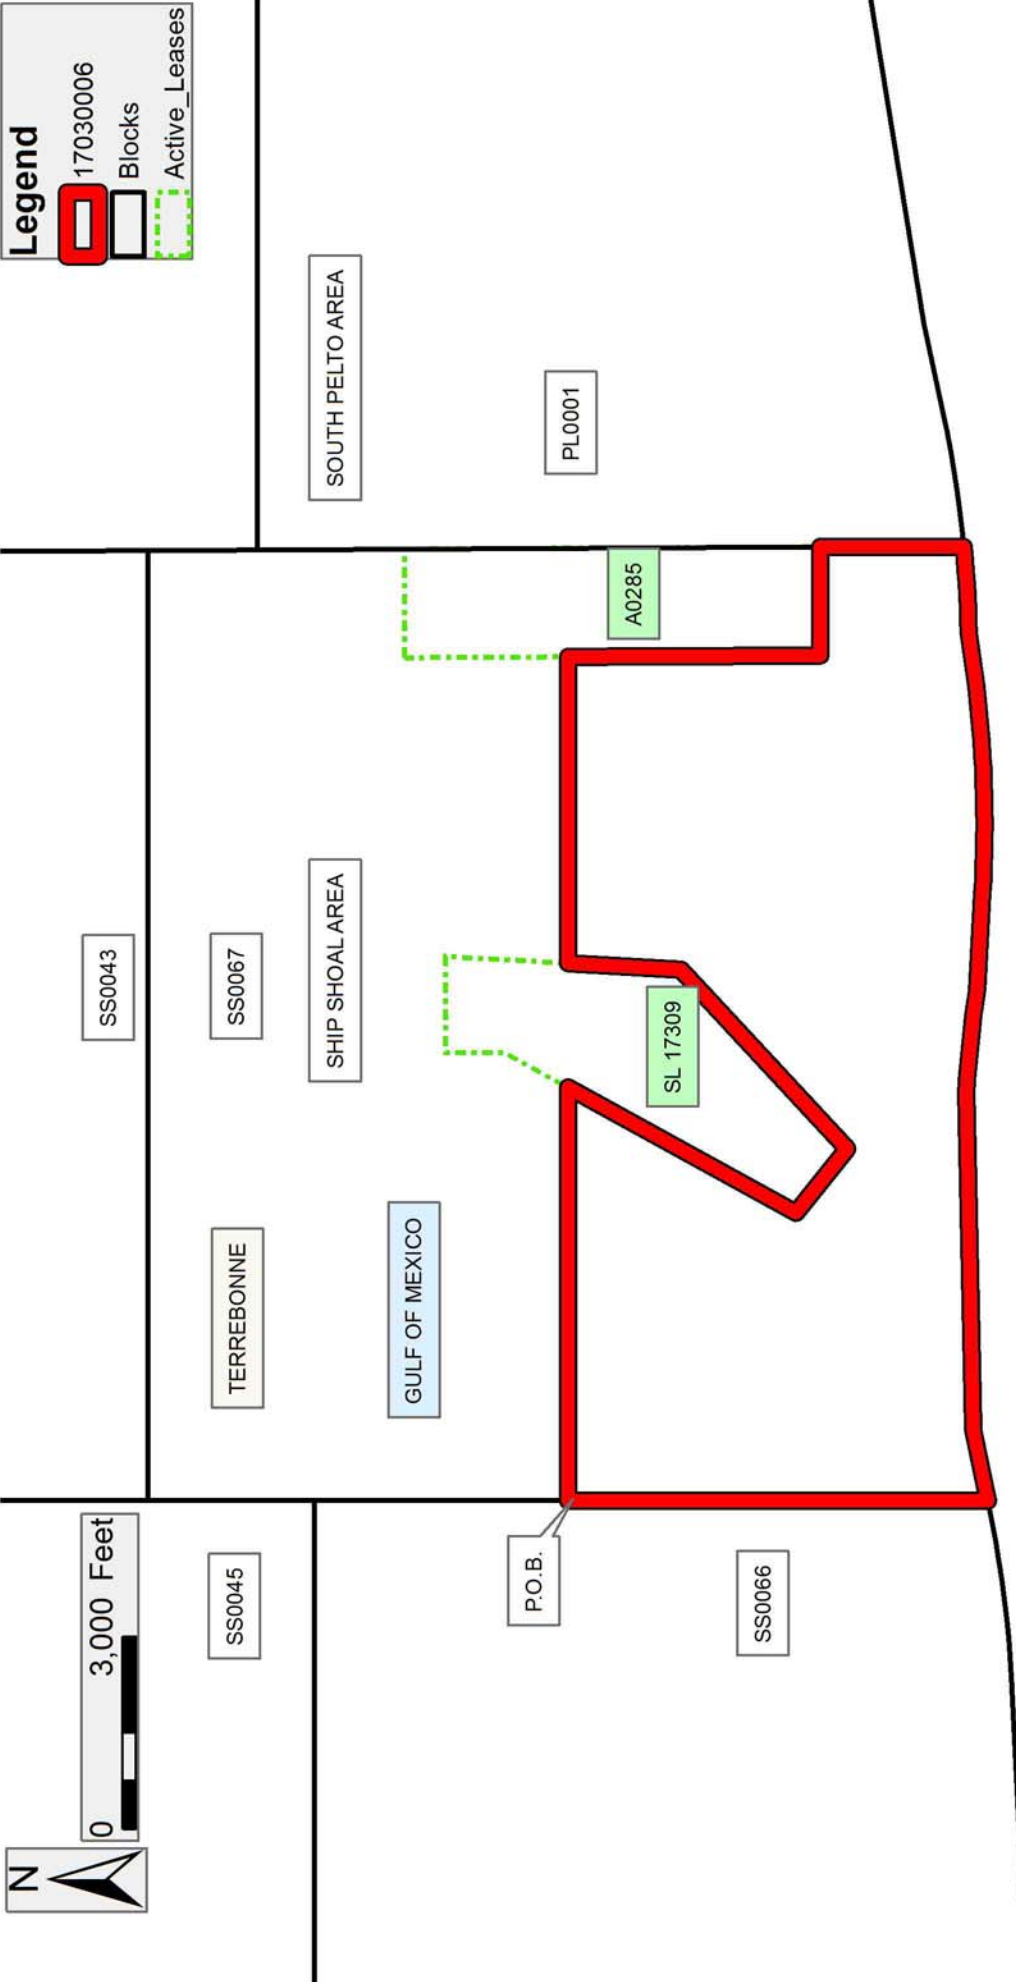 Legend
17030006
Blocks
Active_Leases
N
0 3,000 Feet
SS0043
SS0045
TERREBONNE
SS0067
SHIP SHOAL AREA
SOUTH PELTO AREA
GULF OF MEXICO
P.O.B.
PL0001
A0285
SL 17309
SS0066